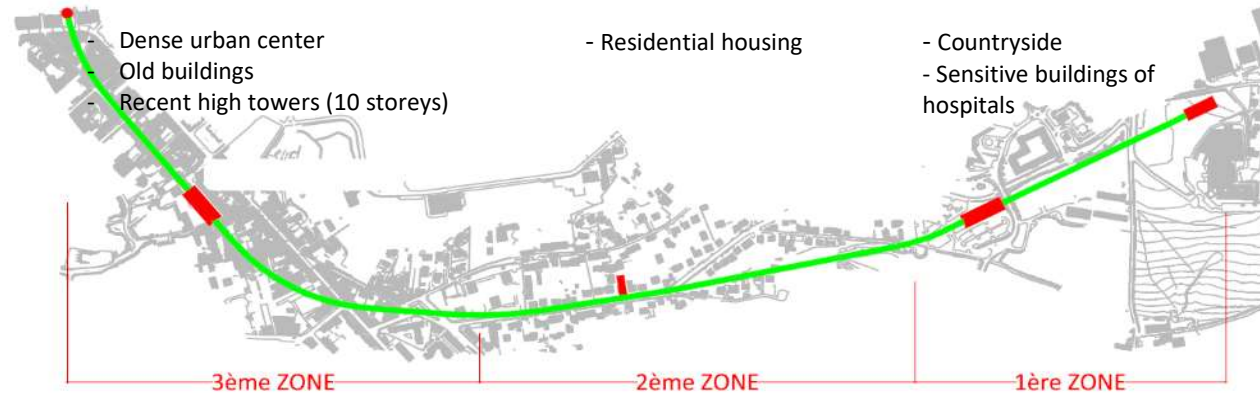 - Dense urban center
- Old buildings
- Recent high towers (10 storeys)
- Residential housing
- Countryside
- Sensitive buildings of
hospitals
3ème ZONE
2ème ZONE
1ère ZONE